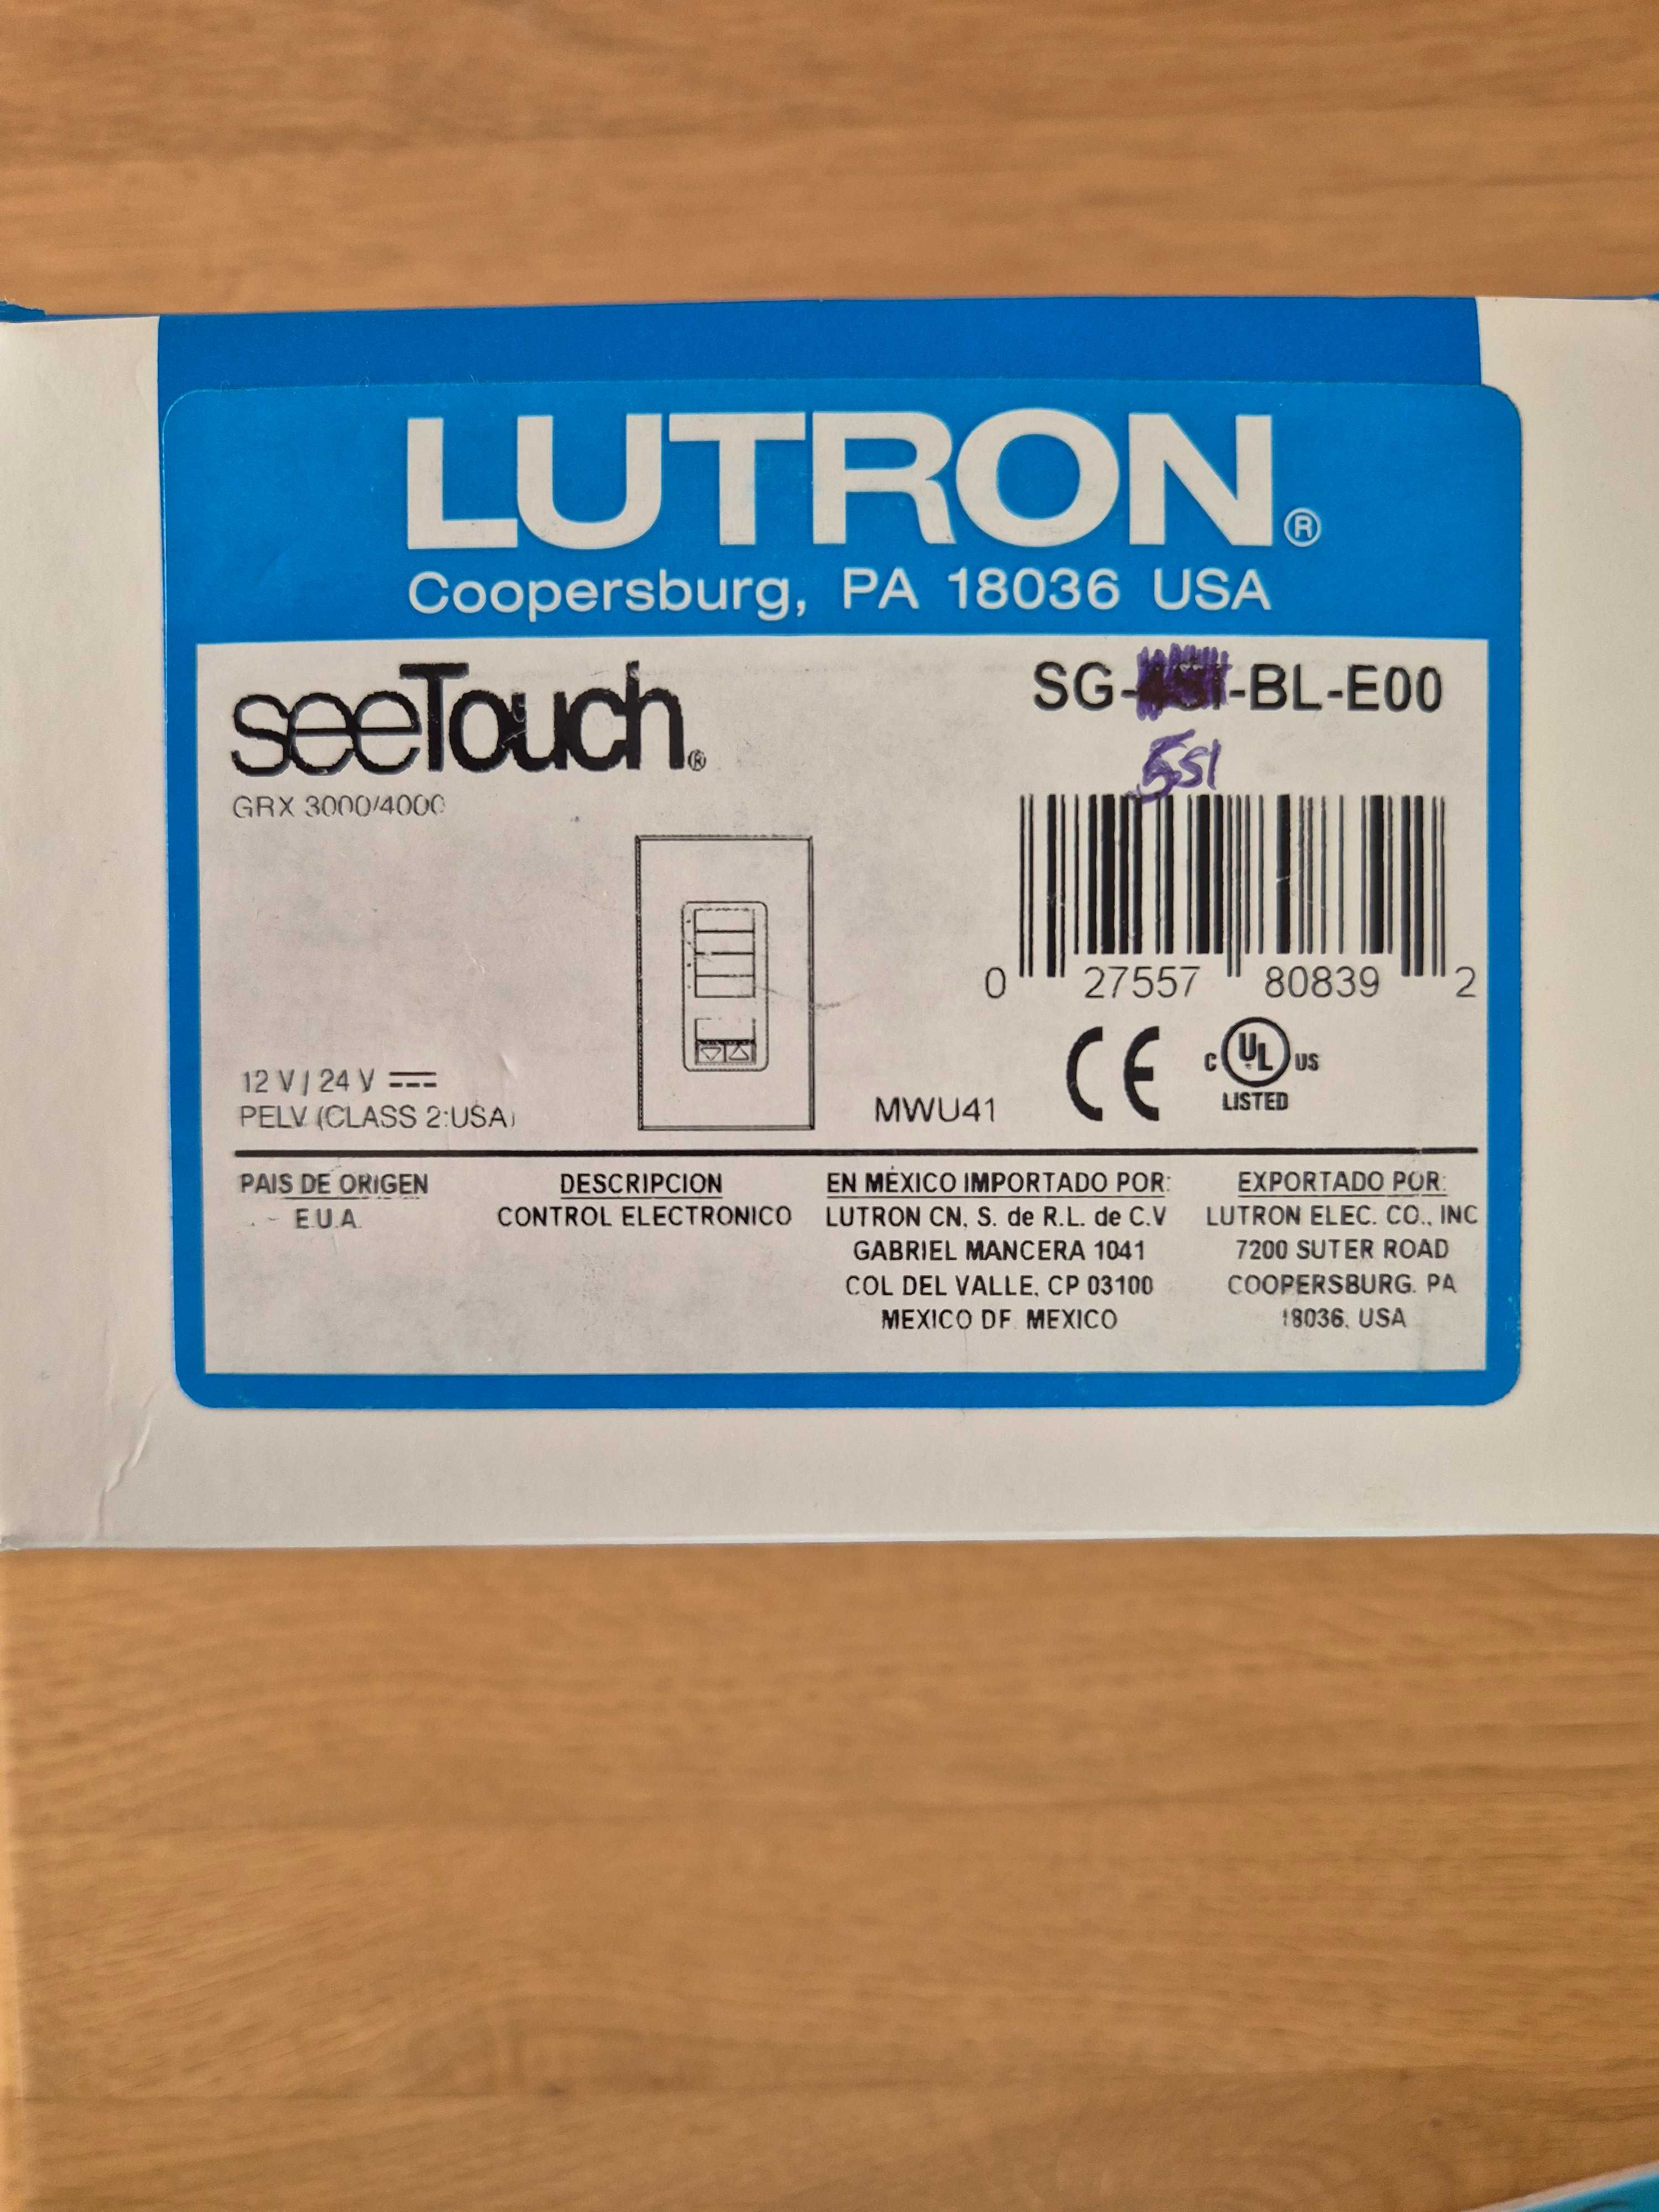 LUTRON®
Coopersburg, PA 18036 USA
seeTouch®
GRX 3000/4000
SG- -BL-E00
5S1
0 27557 80839 2
12 V / 24 V
PELV (CLASS 2:USA)
MWU41
CE
C UL US
LISTED
PAIS DE ORIGEN
E.U.A.
DESCRIPCION
CONTROL ELECTRONICO
EN MÉXICO IMPORTADO POR:
LUTRON CN, S. de R.L. de C.V
GABRIEL MANCERA 1041
COL DEL VALLE, CP 03100
MEXICO DF. MEXICO
EXPORTADO POR:
LUTRON ELEC. CO., INC
7200 SUTER ROAD
COOPERSBURG. PA
18036. USA